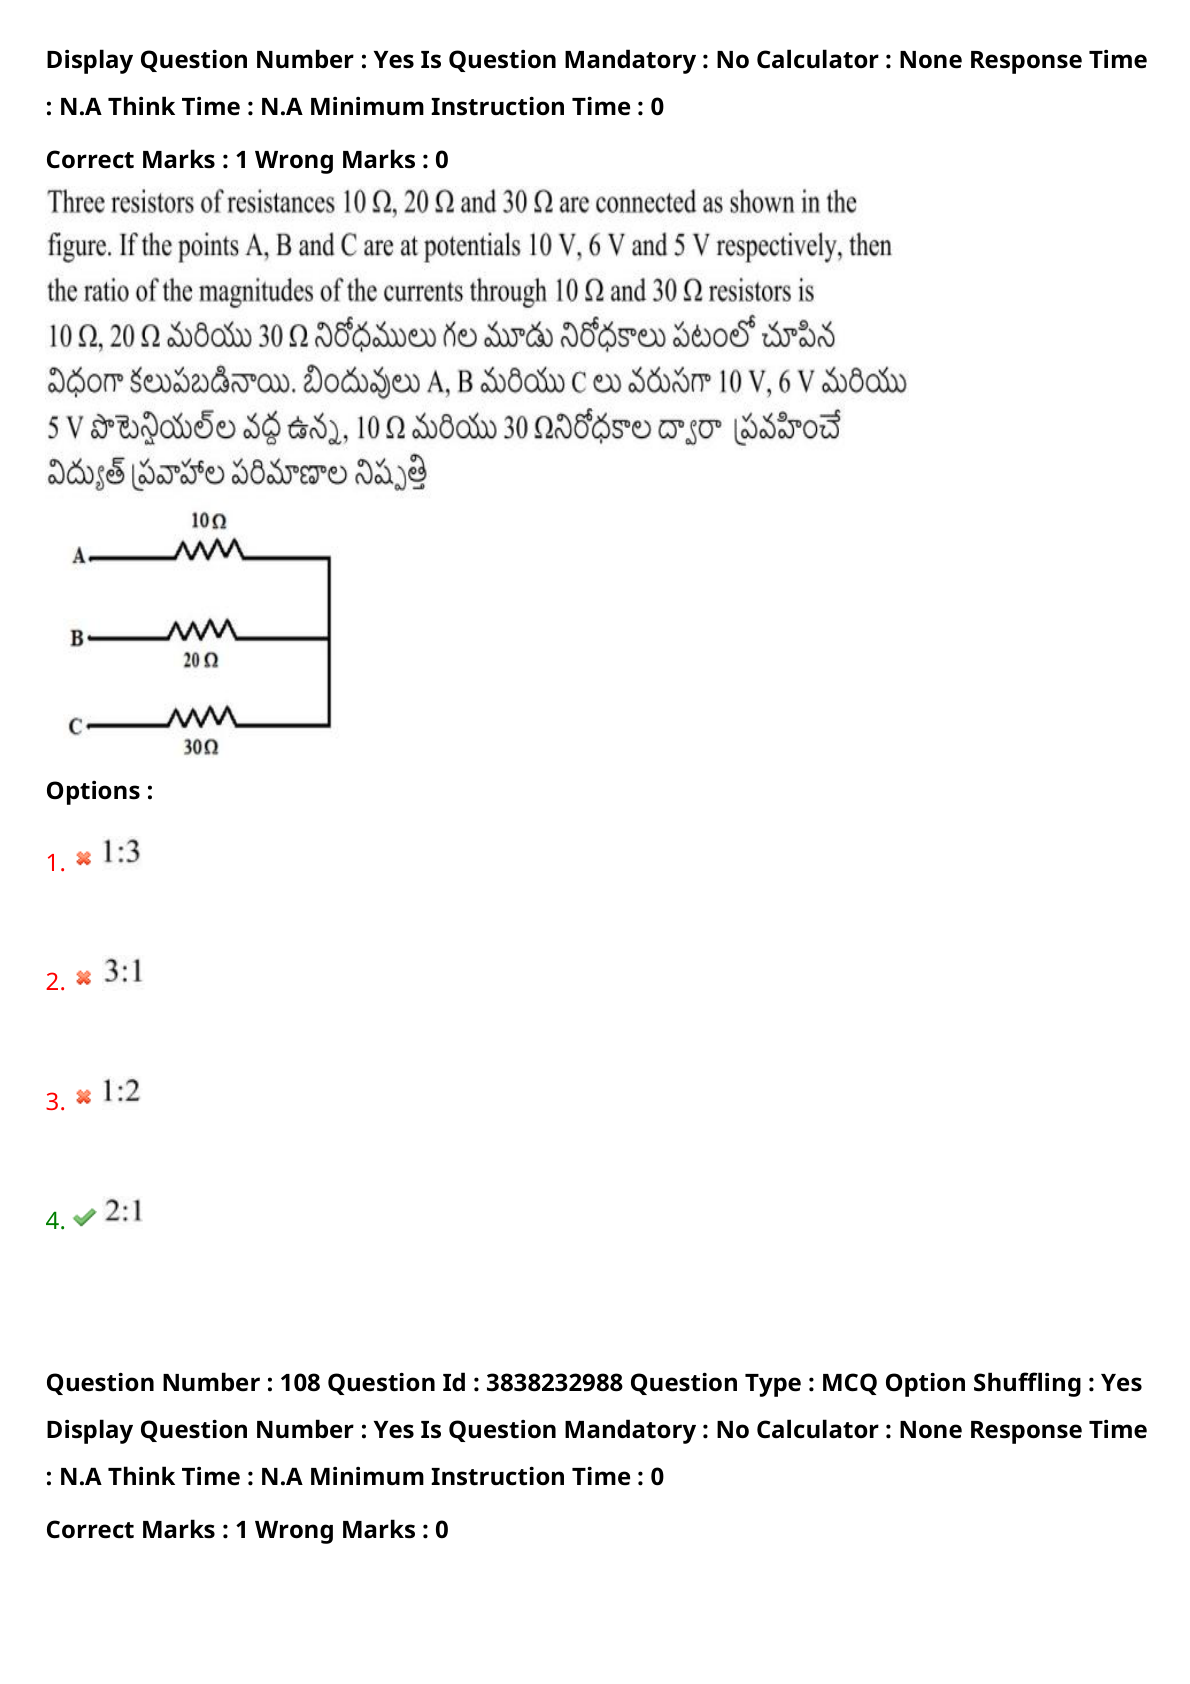 Display Question Number : Yes Is Question Mandatory : No Calculator : None Response Time
: N.A Think Time : N.A Minimum Instruction Time : 0
Correct Marks : 1 Wrong Marks : 0
Three resistors of resistances 10 Ω, 20 Ω and 30 Ω are connected as shown in the
figure. If the points A, B and C are at potentials 10 V, 6 V and 5 V respectively, then
the ratio of the magnitudes of the currents through 10 Ω and 30 Ω resistors is
10 Ω, 20 Ω మరియు 30 Ω నిరోధములు గల మూడు నిరోధకాలు పటంలో చూపిన
విధంగా కలుపబడినాయి. బిందువులు A, B మరియు C లు వరుసగా 10 V, 6 V మరియు
5 V పొటెన్షియల్‌ల వద్ద ఉన్న, 10 Ω మరియు 30 Ωనిరోధకాల ద్వారా ప్రవహించే
విద్యుత్ ప్రవాహాల పరిమాణాల నిష్పత్తి
10Ω
A
B
20 Ω
C
30Ω
Options :
1. 1:3
2. 3:1
3. 1:2
4. 2:1
Question Number : 108 Question Id : 3838232988 Question Type : MCQ Option Shuffling : Yes
Display Question Number : Yes Is Question Mandatory : No Calculator : None Response Time
: N.A Think Time : N.A Minimum Instruction Time : 0
Correct Marks : 1 Wrong Marks : 0